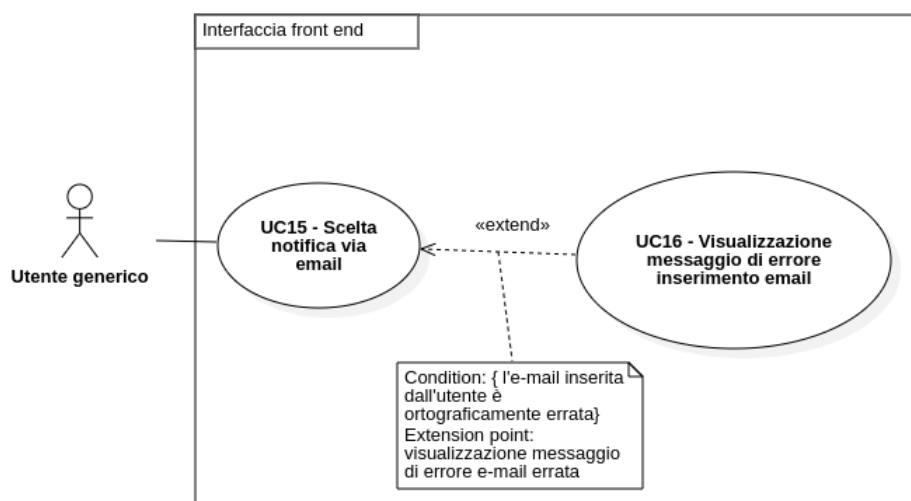 Interfaccia front end
Utente generico
UC15 - Scelta
notifica via
email
«extend»
UC16 - Visualizzazione
messaggio di errore
inserimento email
Condition: { l'e-mail inserita
dall'utente è
ortograficamente errata}
Extension point:
visualizzazione messaggio
di errore e-mail errata